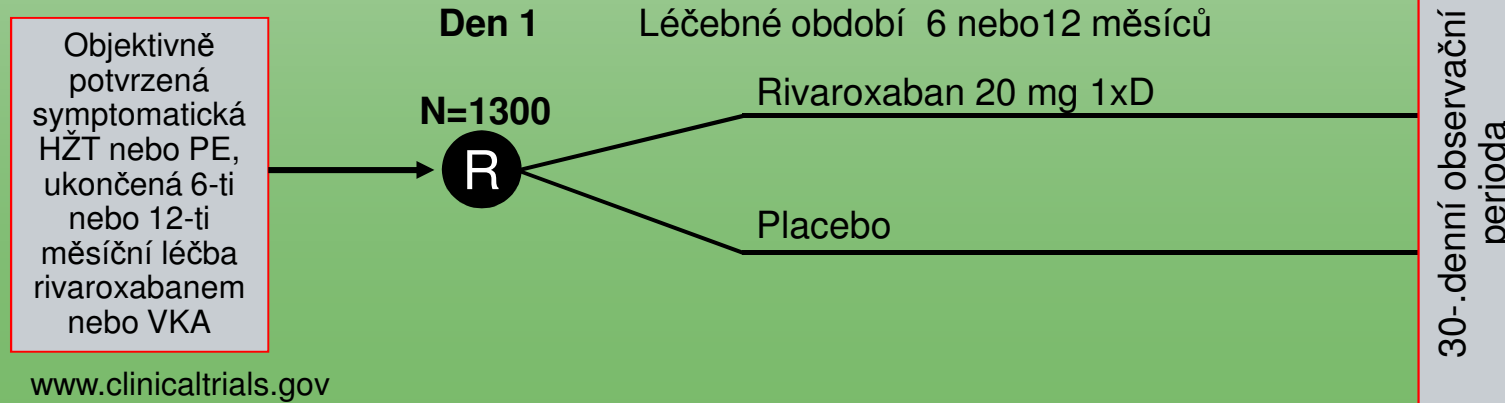 Objektivně
potvrzená
symptomatická
HŽT nebo PE,
ukončená 6-ti
nebo 12-ti
měsíční léčba
rivaroxabanem
nebo VKA
Den 1
Léčebné období 6 nebo12 měsíců
N=1300
R
Rivaroxaban 20 mg 1xD
Placebo
30-.denní observační
perioda
www.clinicaltrials.gov